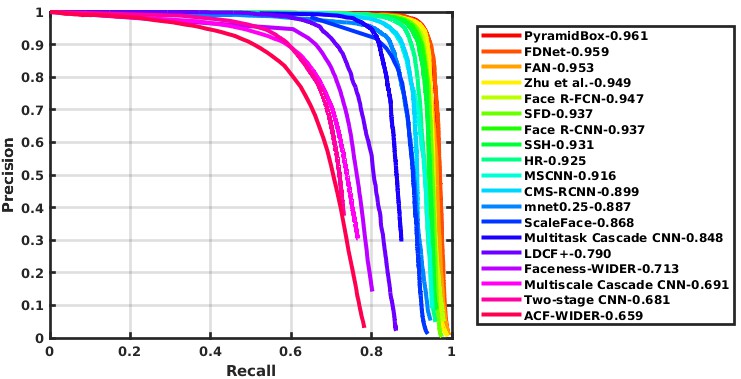 1
0.9
0.8
0.7
0.6
0.5
0.4
0.3
0.2
0.1
0
Precision
0 0.2 0.4 0.6 0.8 1
Recall
PyramidBox-0.961
FDNet-0.959
FAN-0.953
Zhu et al.-0.949
Face R-FCN-0.947
SFD-0.937
Face R-CNN-0.937
SSH-0.931
HR-0.925
MSCNN-0.916
CMS-RCNN-0.899
mnet0.25-0.887
ScaleFace-0.868
Multitask Cascade CNN-0.848
LDCF+-0.790
Faceness-WIDER-0.713
Multiscale Cascade CNN-0.691
Two-stage CNN-0.681
ACF-WIDER-0.659